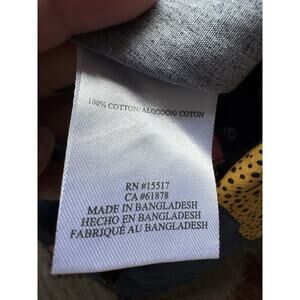 100% COTTON/ALGODÓN/COTON
RN #15517
CA #61878
MADE IN BANGLADESH
HECHO EN BANGLADESH
FABRIQUÉ AU BANGLADESH